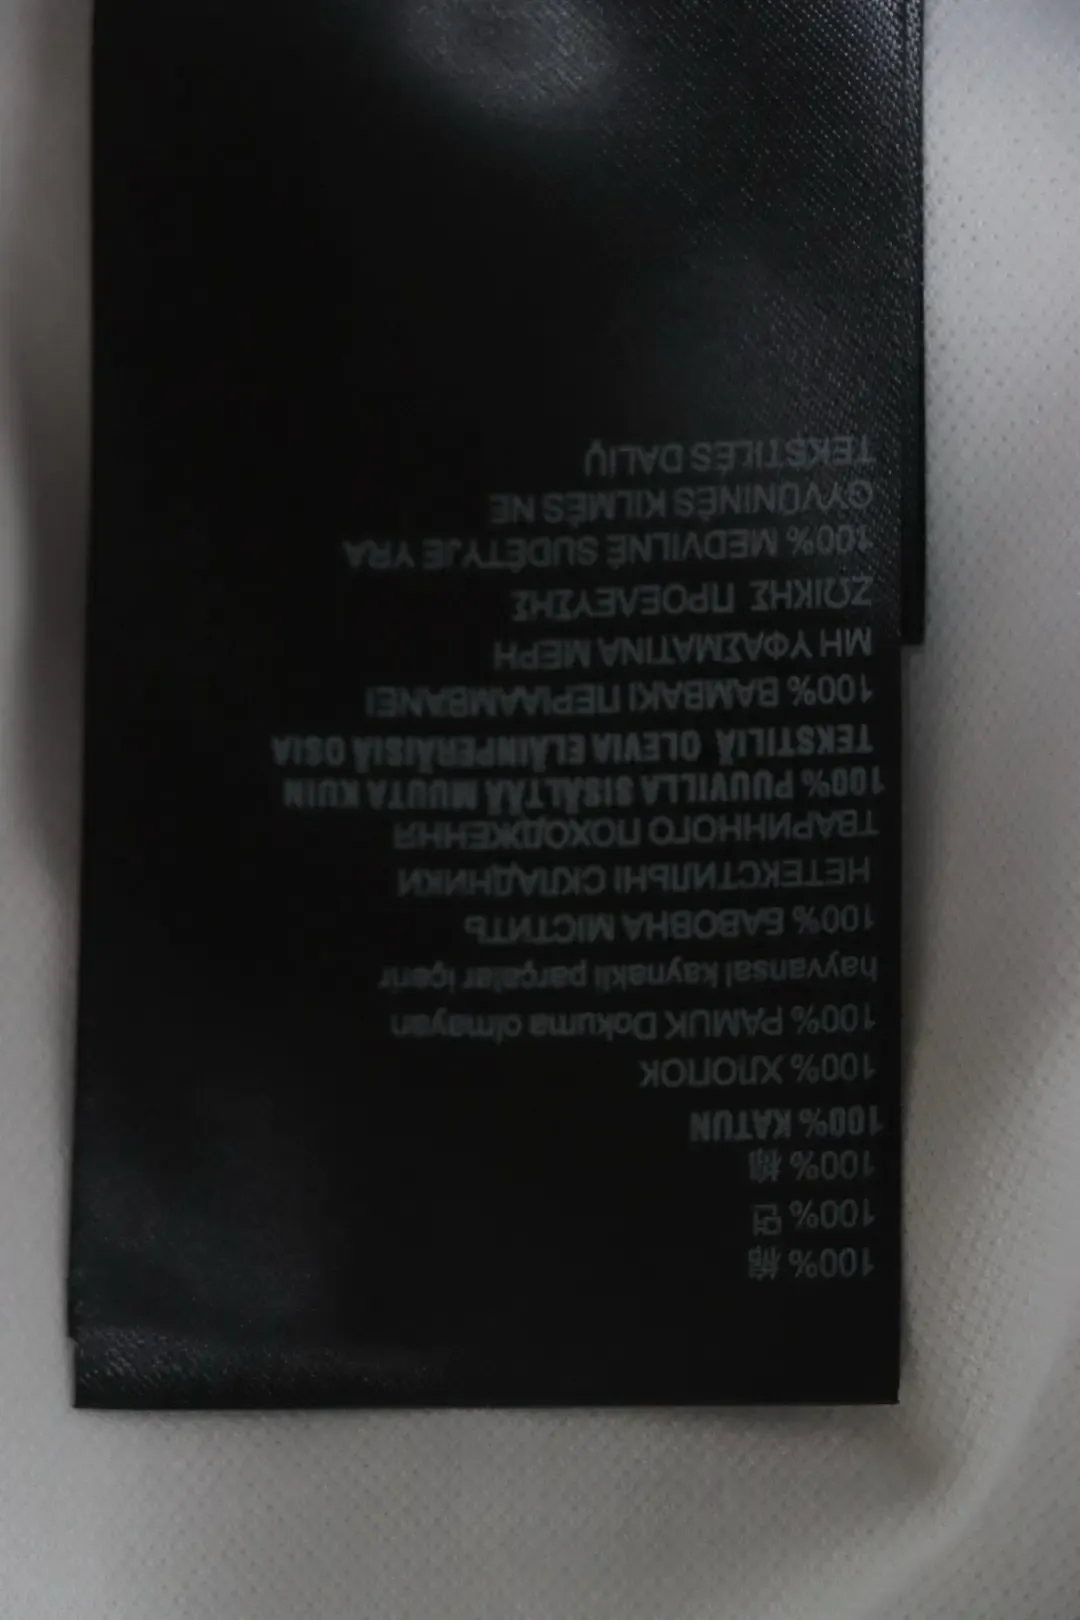 100% 棉
100% 면
100% 棉
100% KATUN
100% ХЛОПОК
100% PAMUK Dokuma olmayan
hayvansal kaynakli parçalar içerir
100% БАВОВНА МІСТИТЬ
НЕТЕКСТИЛЬНІ СКЛАДНИКИ
ТВАРИННОГО ПОХОДЖЕННЯ
100% PUUVILLA SISÄLTÄÄ MUUTA KUIN
TEKSTILIÄ OLEVIA ELÄINPERÄISIÄ OSIA
100% ΒΑΜΒΑΚΙ ΠΕΡΙΛΑΜΒΑΝΕΙ
ΜΗ ΥΦΑΣΜΑΤΙΝΑ ΜΕΡΗ
ΖΩΙΚΗΣ ΠΡΟΕΛΕΥΣΗΣ
100% MEDVILNĖ SUDĖTYJE YRA
GYVŪNINĖS KILMĖS NE
TEKSTILĖS DALIŲ